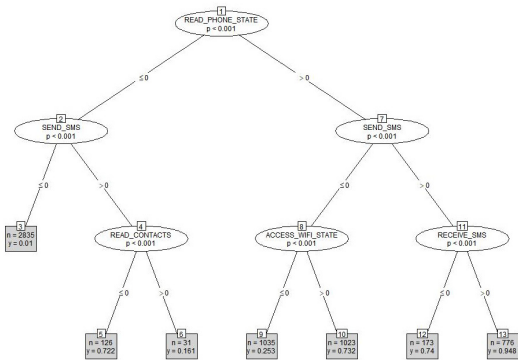 1
READ_PHONE_STATE
p < 0.001
≤ 0
> 0
2
SEND_SMS
p < 0.001
7
SEND_SMS
p < 0.001
≤ 0
> 0
≤ 0
> 0
3
n = 2835
y = 0.01
4
READ_CONTACTS
p < 0.001
8
ACCESS_WIFI_STATE
p < 0.001
11
RECEIVE_SMS
p < 0.001
≤ 0
> 0
≤ 0
> 0
≤ 0
> 0
5
n = 126
y = 0.722
6
n = 31
y = 0.161
9
n = 1035
y = 0.253
10
n = 1023
y = 0.732
12
n = 173
y = 0.74
13
n = 776
y = 0.948